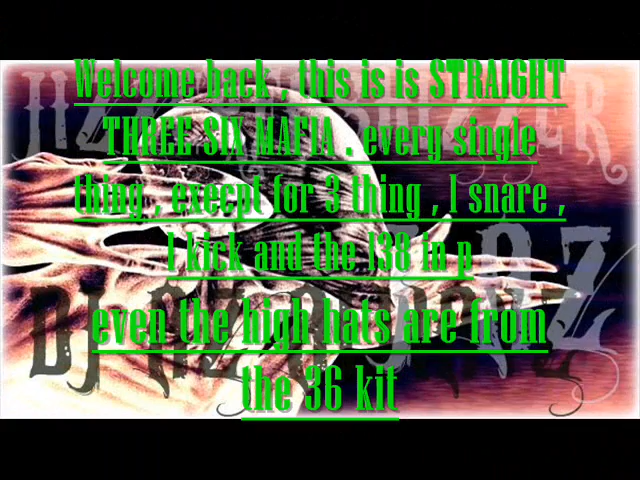 Welcome back , this is is STRAIGHT
THREE SIX MAFIA . every single
thing , execpt for 3 thing , 1 snare ,
1 kick and the 138 in p
even the high hats are from
the 36 kit
DJ